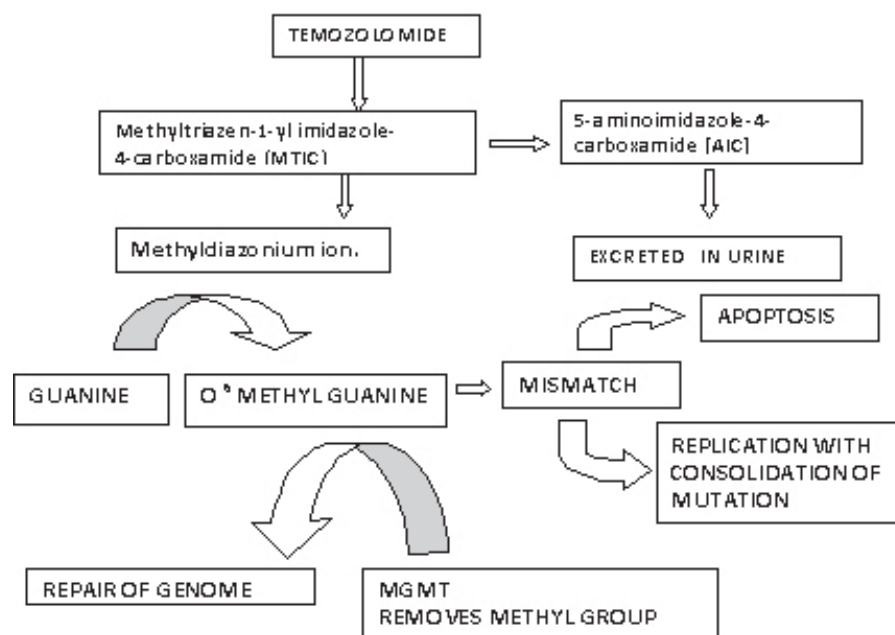 TEMOZOLOMIDE
Methyltriazen-1-yl imidazole-
4-carboxamide [MTIC]
5-aminoimidazole-4-
carboxamide [AIC]
Methyldiazonium ion.
EXCRETED IN URINE
APOPTOSIS
GUANINE
O⁶ METHYL GUANINE
MISMATCH
REPLICATION WITH
CONSOLIDATION OF
MUTATION
REPAIR OF GENOME
MGMT
REMOVES METHYL GROUP